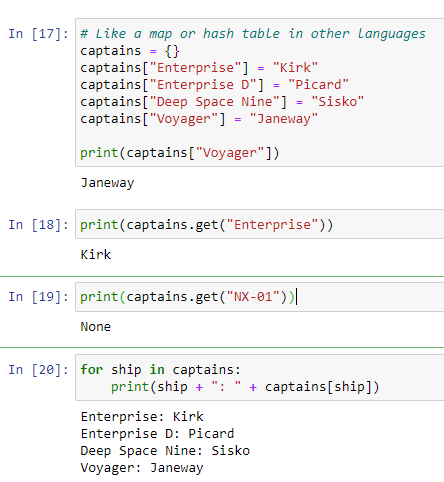 In [17]: # Like a map or hash table in other languages
captains = {}
captains["Enterprise"] = "Kirk"
captains["Enterprise D"] = "Picard"
captains["Deep Space Nine"] = "Sisko"
captains["Voyager"] = "Janeway"
print(captains["Voyager"])
Janeway
In [18]: print(captains.get("Enterprise"))
Kirk
In [19]: print(captains.get("NX-01"))
None
In [20]: for ship in captains:
    print(ship + ": " + captains[ship])
Enterprise: Kirk
Enterprise D: Picard
Deep Space Nine: Sisko
Voyager: Janeway